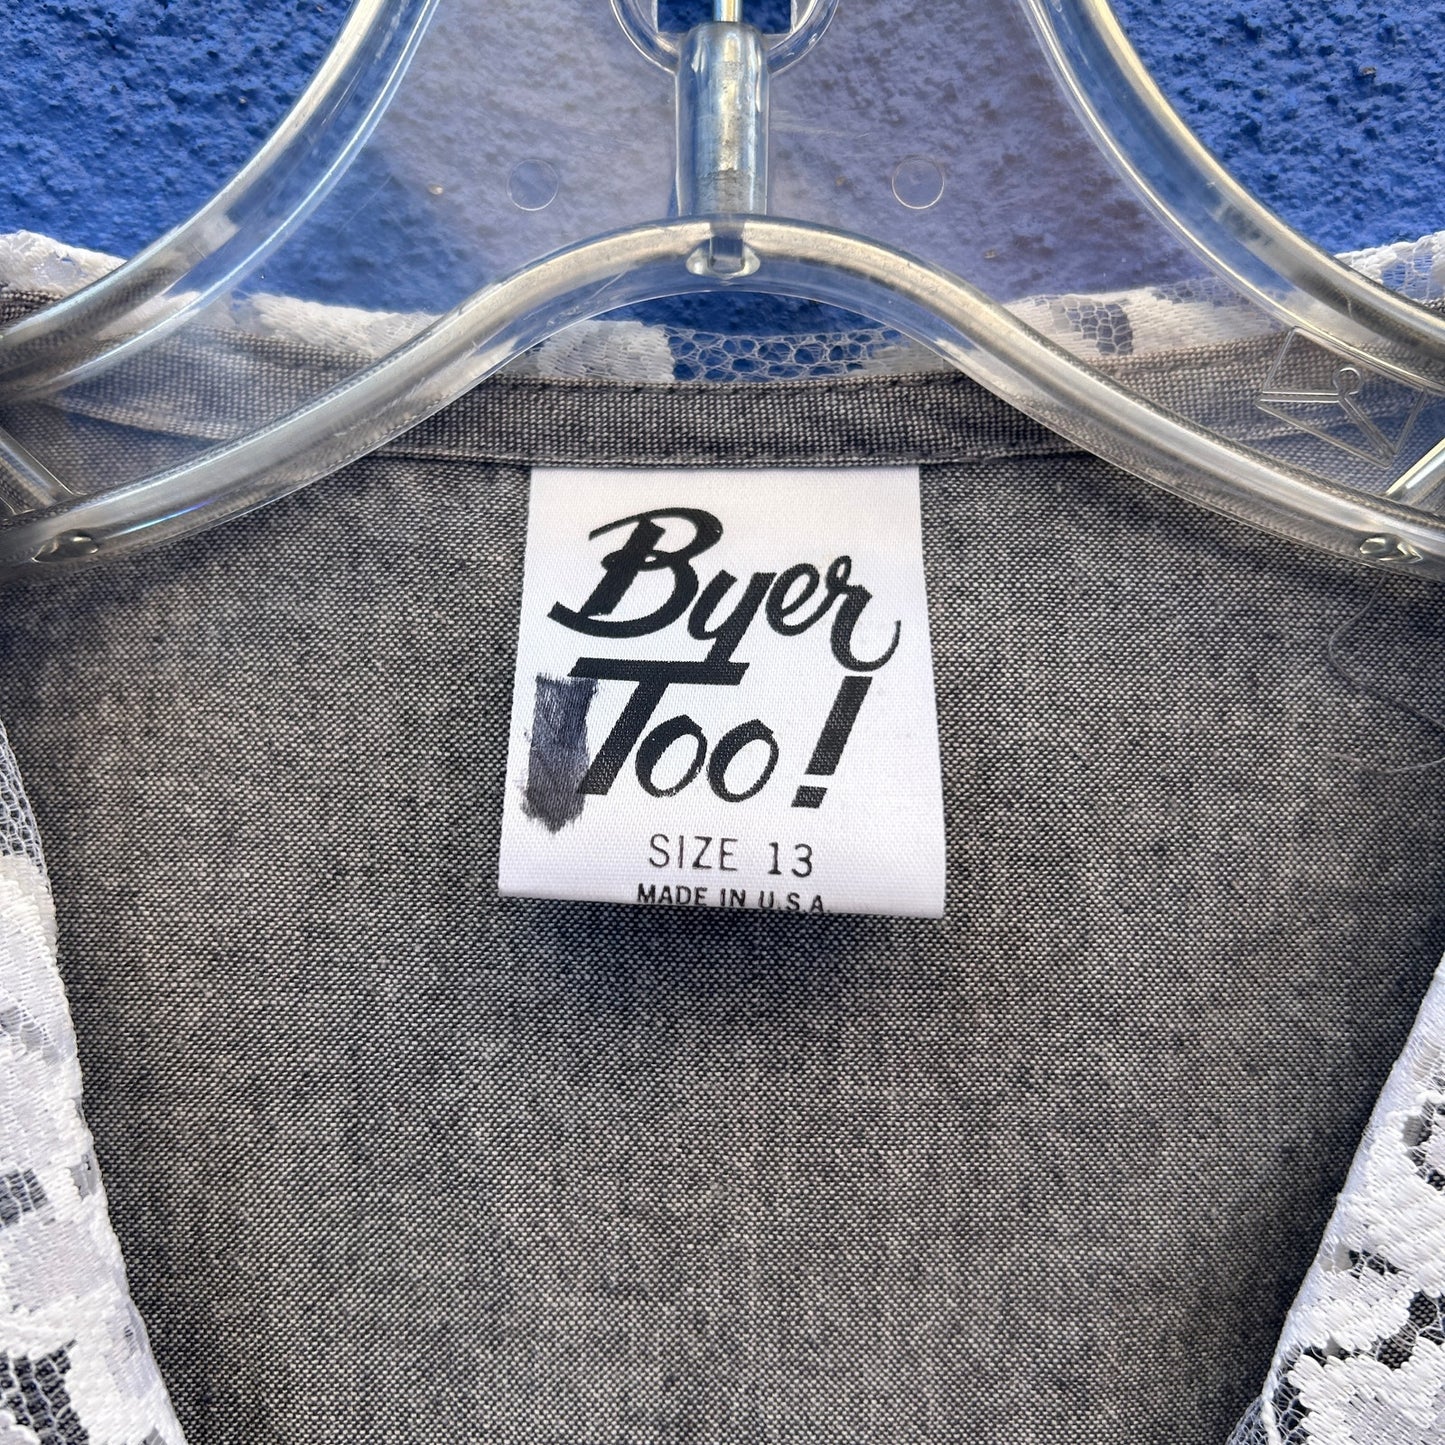 Byer
Too!
SIZE 13
MADE IN U.S.A.